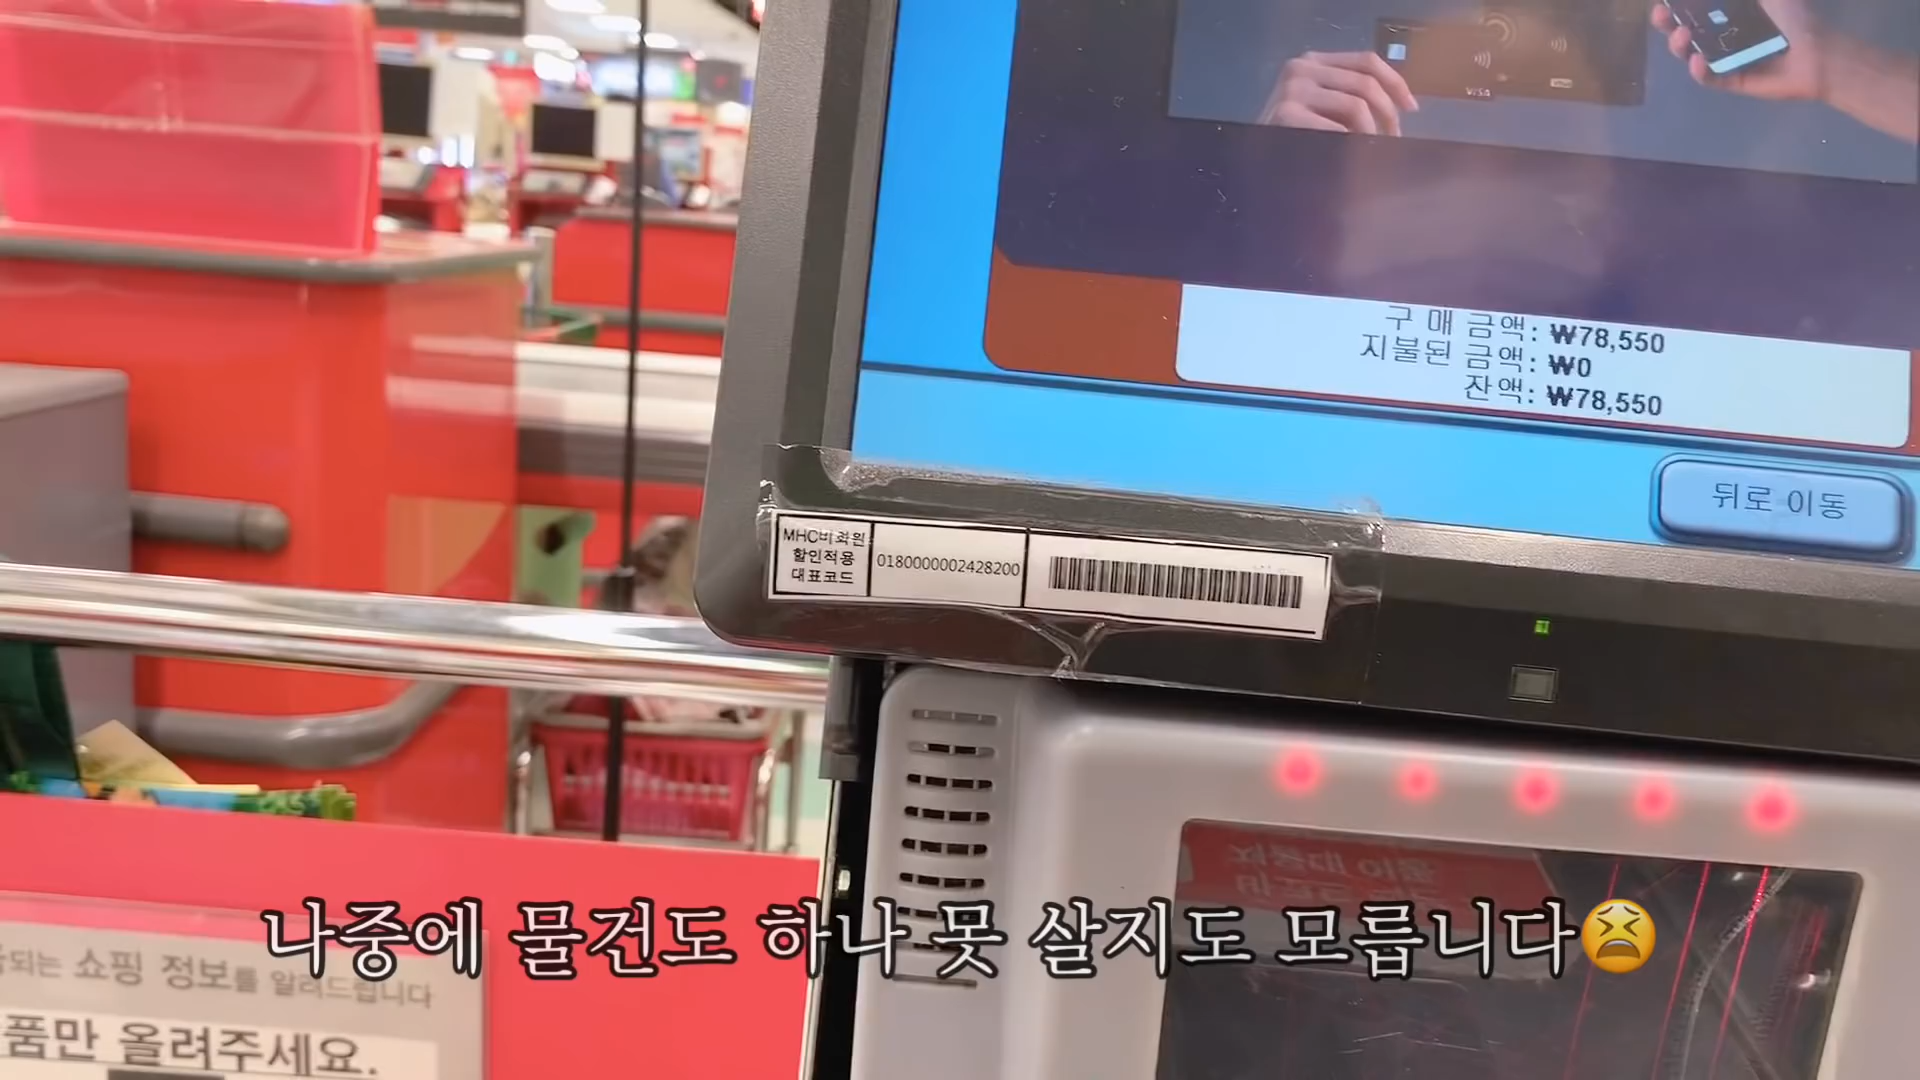 VISA
구 매 금액: ₩78,550
지불된 금액: ₩0
잔액: ₩78,550
뒤로 이동
MHC비회원
할인적용
대표코드
0180000002428200
나중에 물건도 하나 못 살지도 모릅니다😫
되는 쇼핑 정보를 알려드립니다
품만 올려주세요.